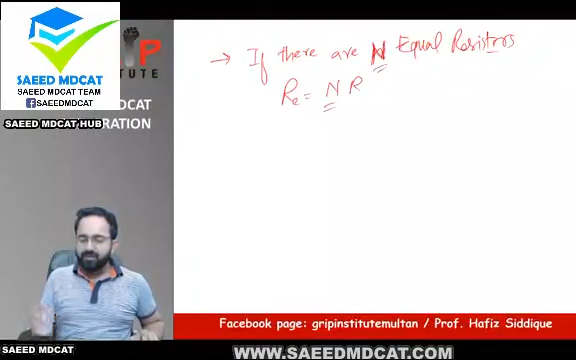 → If there are N Equal Resistors
Re = N R
IP
SAEED MDCAT
SAEED MDCAT TEAM
SAEEDMDCAT
SAEED MDCAT HUB
Facebook page: gripinstitutemultan / Prof. Hafiz Siddique
SAEED MDCAT
WWW.SAEEDMDCAT.COM